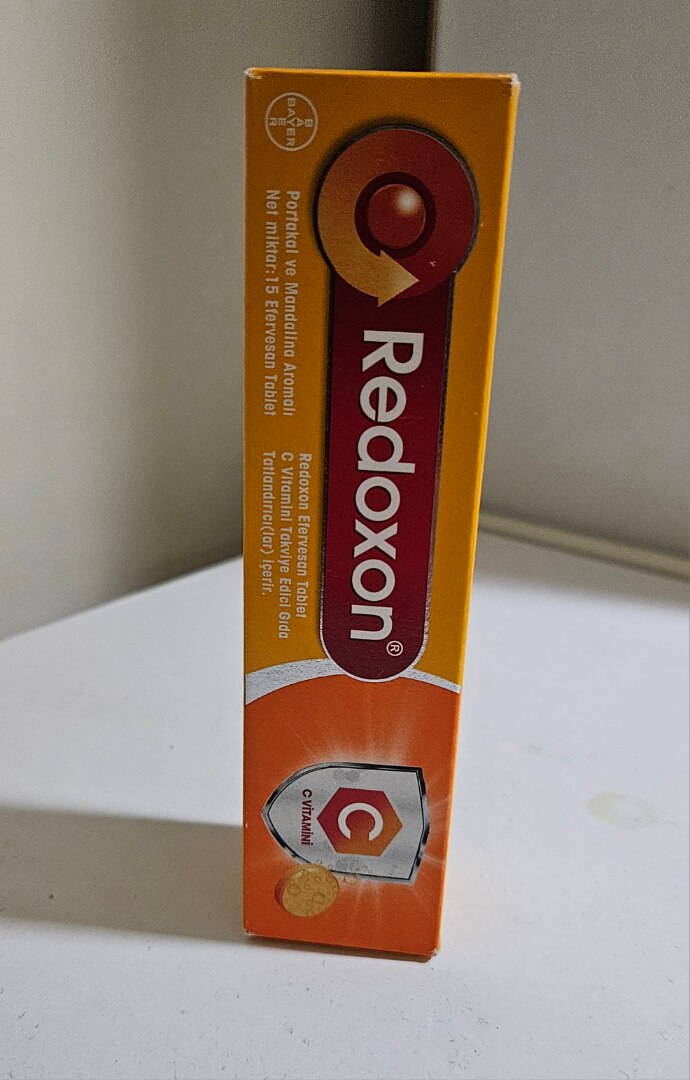 BAYER
BAYER
Redoxon®
Portakal ve Mandalina Aromalı
Net miktar:15 Efervesan Tablet
Redoxon Efervesan Tablet
C Vitamini Takviye Edici Gıda
Tatlandırıcı(lar) içerir.
C
C VİTAMİNİ